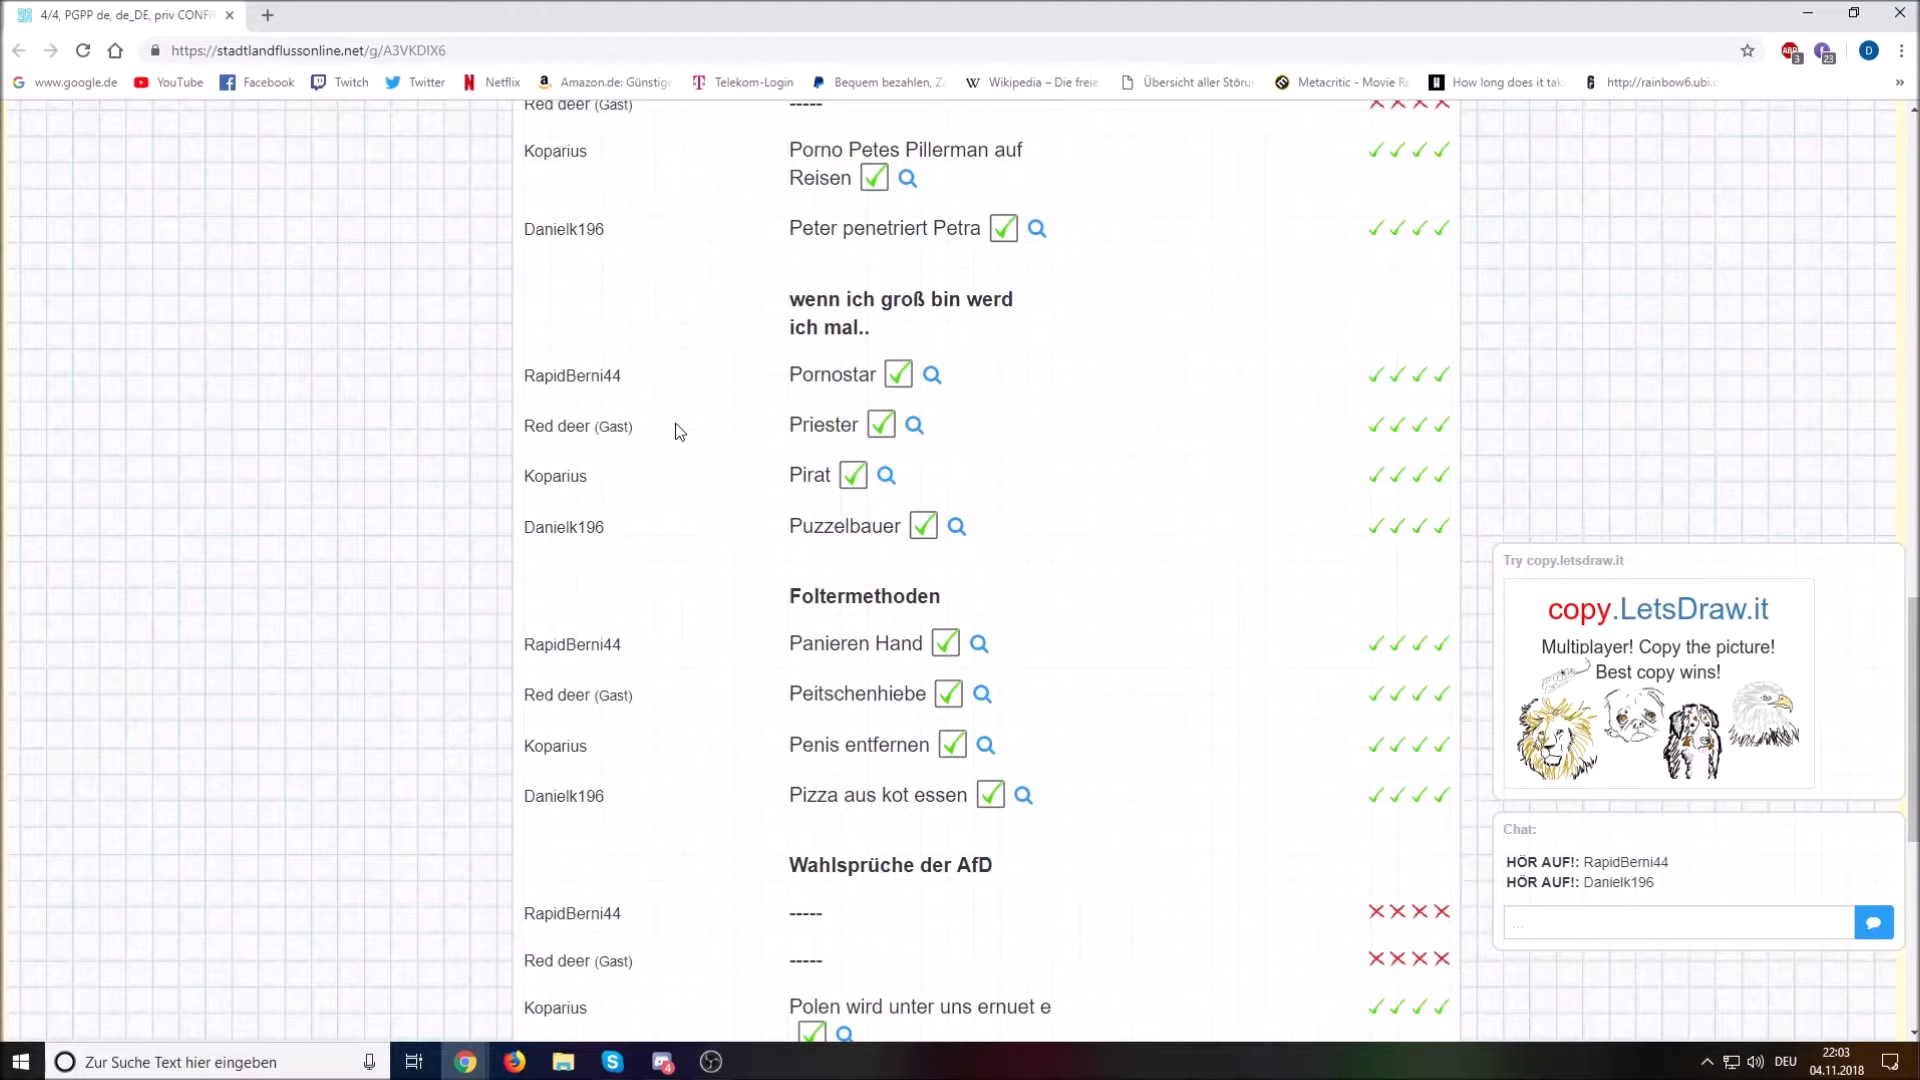 4/4, PGPP de, de_DE, priv CONFI
https://stadtlandflussonline.net/g/A3VKDIX6
ABP 3 23 D
www.google.de YouTube Facebook Twitch Twitter Netflix Amazon.de: Günstige Telekom-Login Bequem bezahlen, Z Wikipedia – Die freie Übersicht aller Störu Metacritic - Movie Re How long does it tak http://rainbow6.ubi.c »
Red deer (Gast) -----
Koparius Porno Petes Pillerman auf
Reisen
Danielk196 Peter penetriert Petra
wenn ich groß bin werd
ich mal..
RapidBerni44 Pornostar
Red deer (Gast) Priester
Koparius Pirat
Danielk196 Puzzelbauer
Foltermethoden
RapidBerni44 Panieren Hand
Red deer (Gast) Peitschenhiebe
Koparius Penis entfernen
Danielk196 Pizza aus kot essen
Wahlsprüche der AfD
RapidBerni44 -----
Red deer (Gast) -----
Koparius Polen wird unter uns ernuet e
Try copy.letsdraw.it
copy.LetsDraw.it
Multiplayer! Copy the picture!
Best copy wins!
Chat:
HÖR AUF!: RapidBerni44
HÖR AUF!: Danielk196
...
Zur Suche Text hier eingeben
4
DEU
22:03
04.11.2018